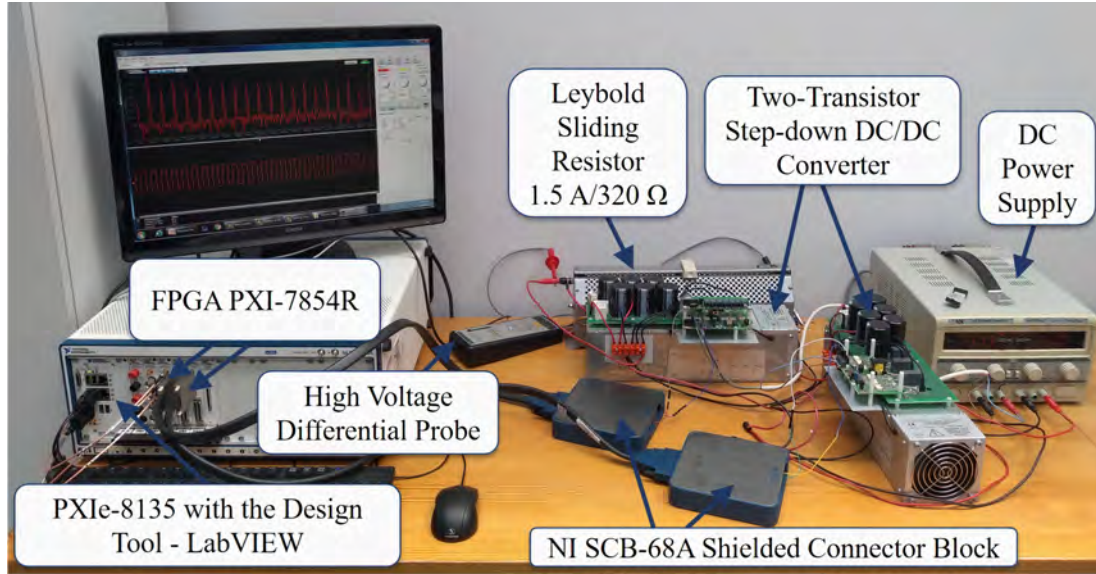 Leybold
Sliding
Resistor
1.5 A/320 Ω
Two-Transistor
Step-down DC/DC
Converter
DC
Power
Supply
FPGA PXI-7854R
High Voltage
Differential Probe
PXIe-8135 with the Design
Tool - LabVIEW
NI SCB-68A Shielded Connector Block